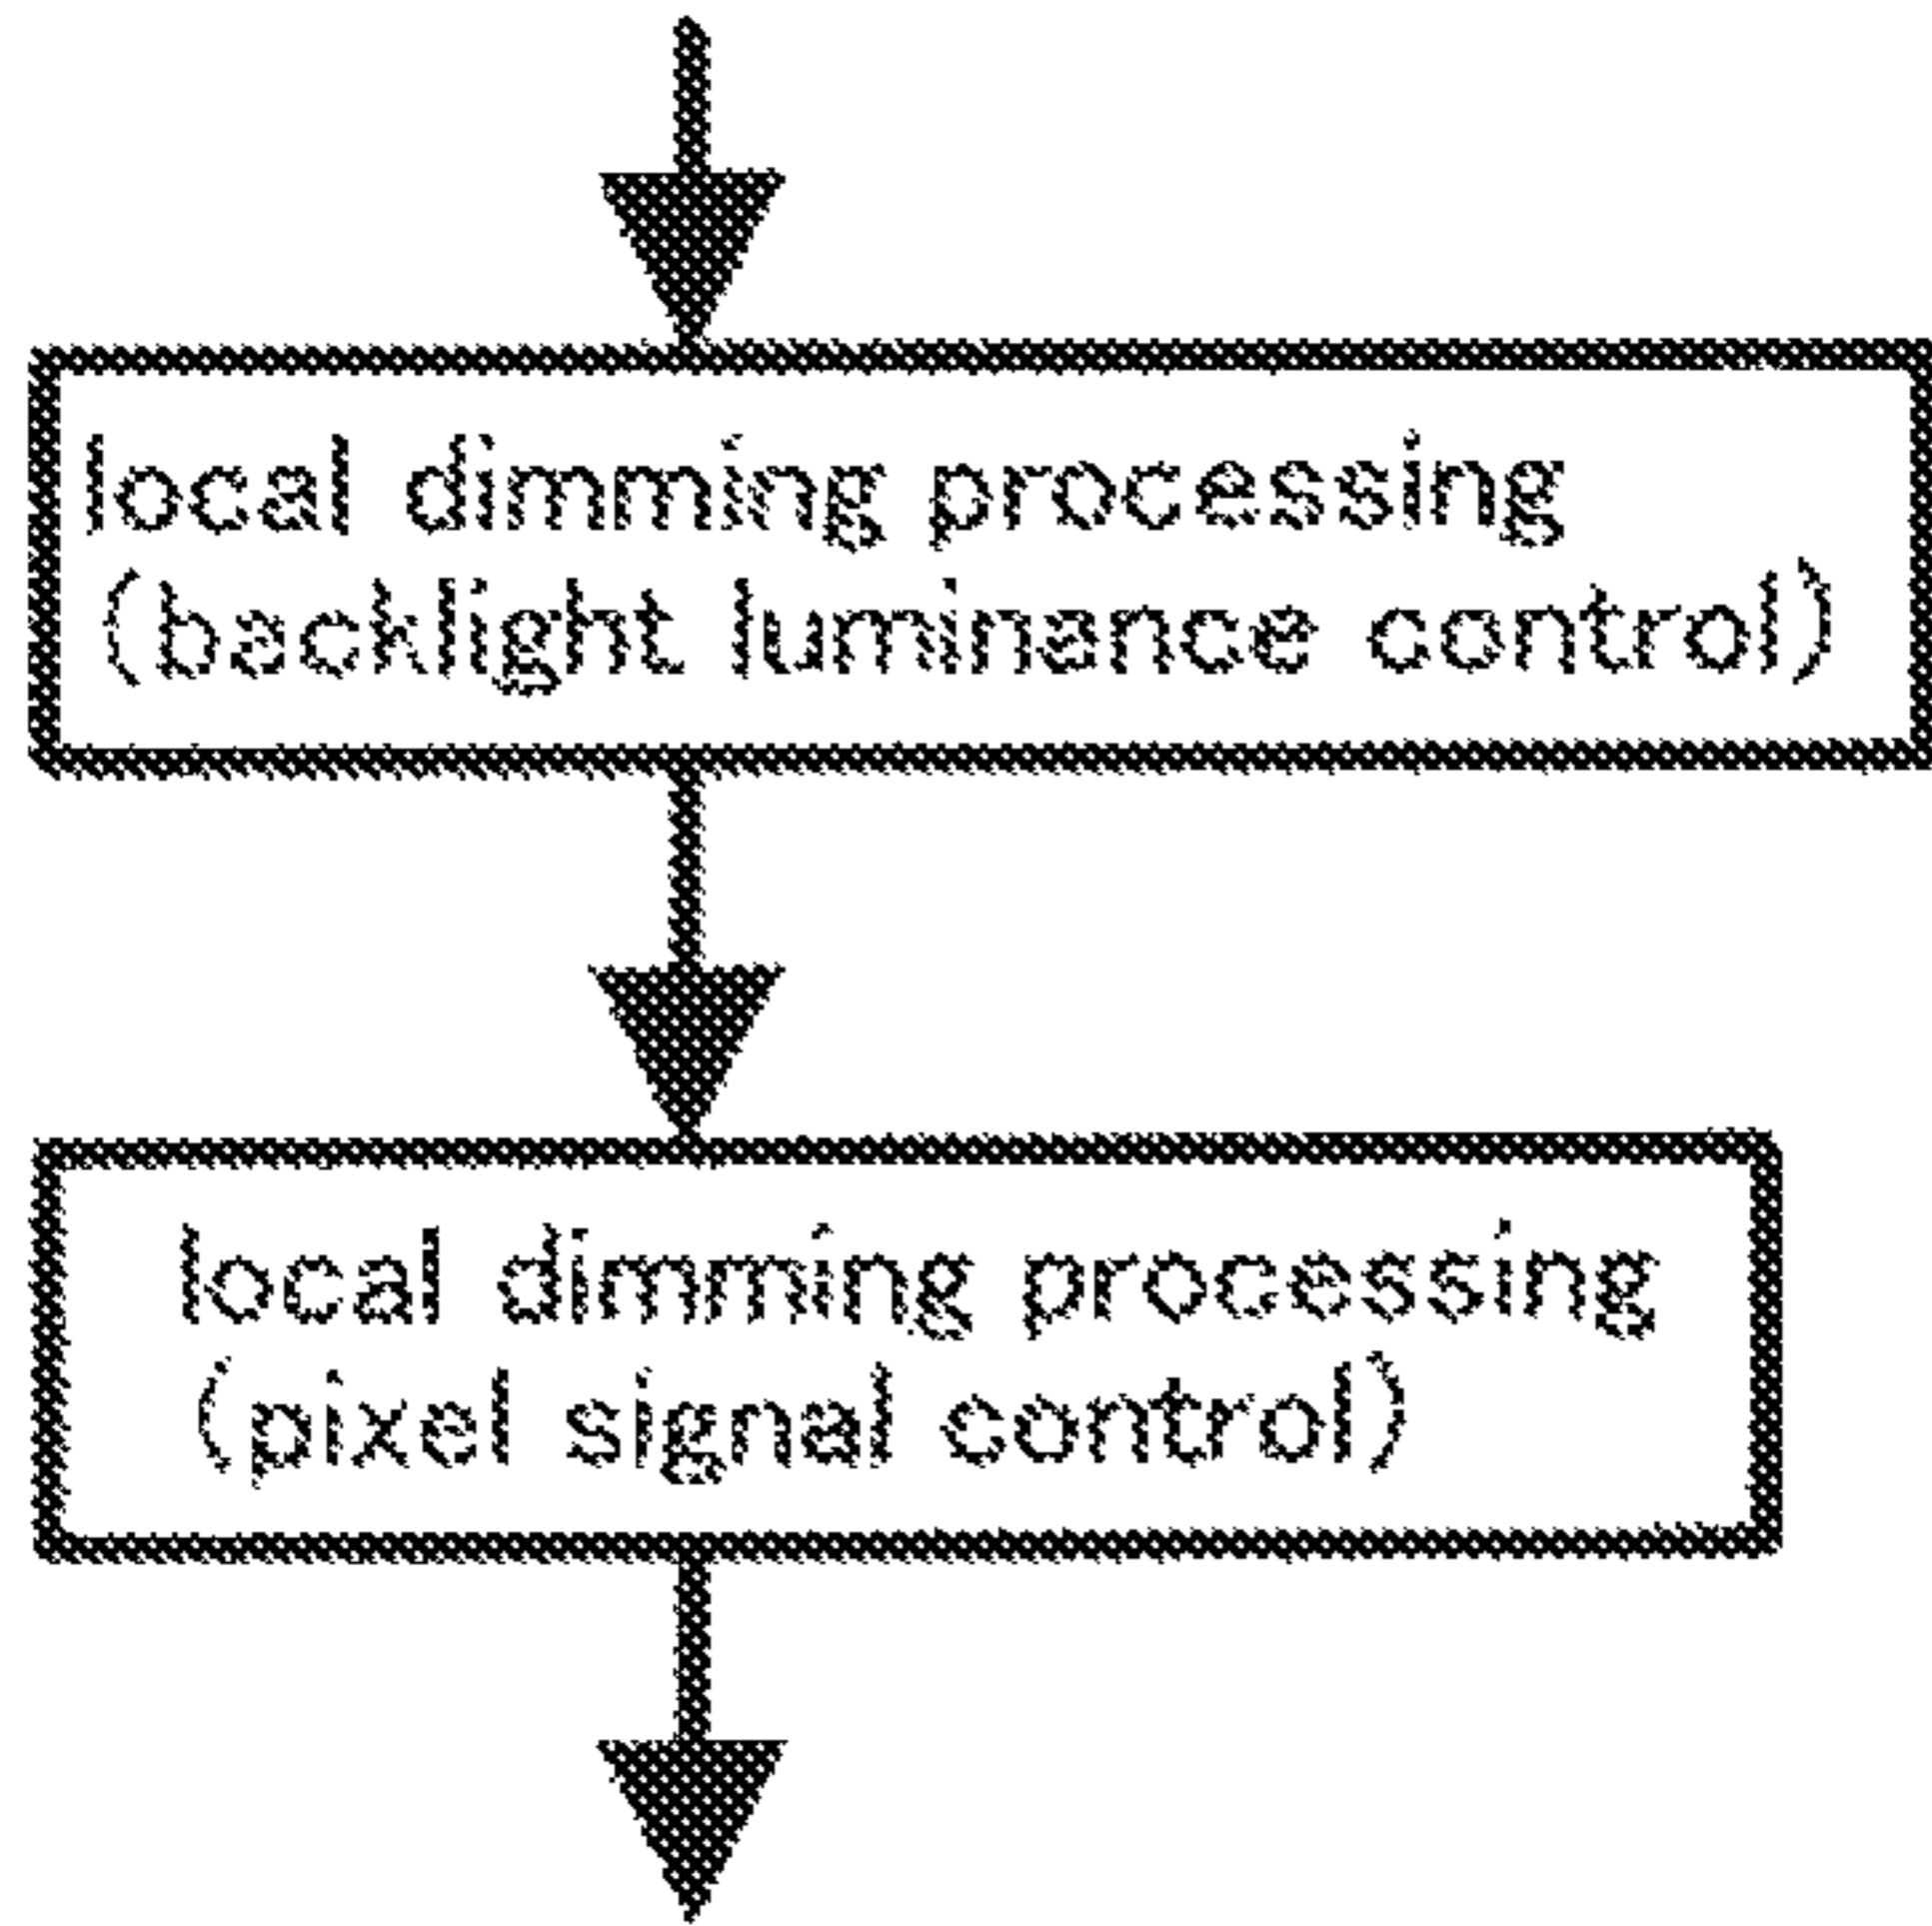 local dimming processing
(backlight luminance control)
local dimming processing
(pixel signal control)